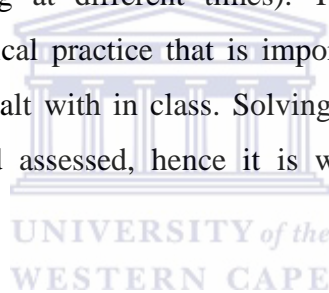 g at different times).
cal practice that is impor
alt with in class. Solving
assessed, hence it is w
UNIVERSITY of the
WESTERN CAPE